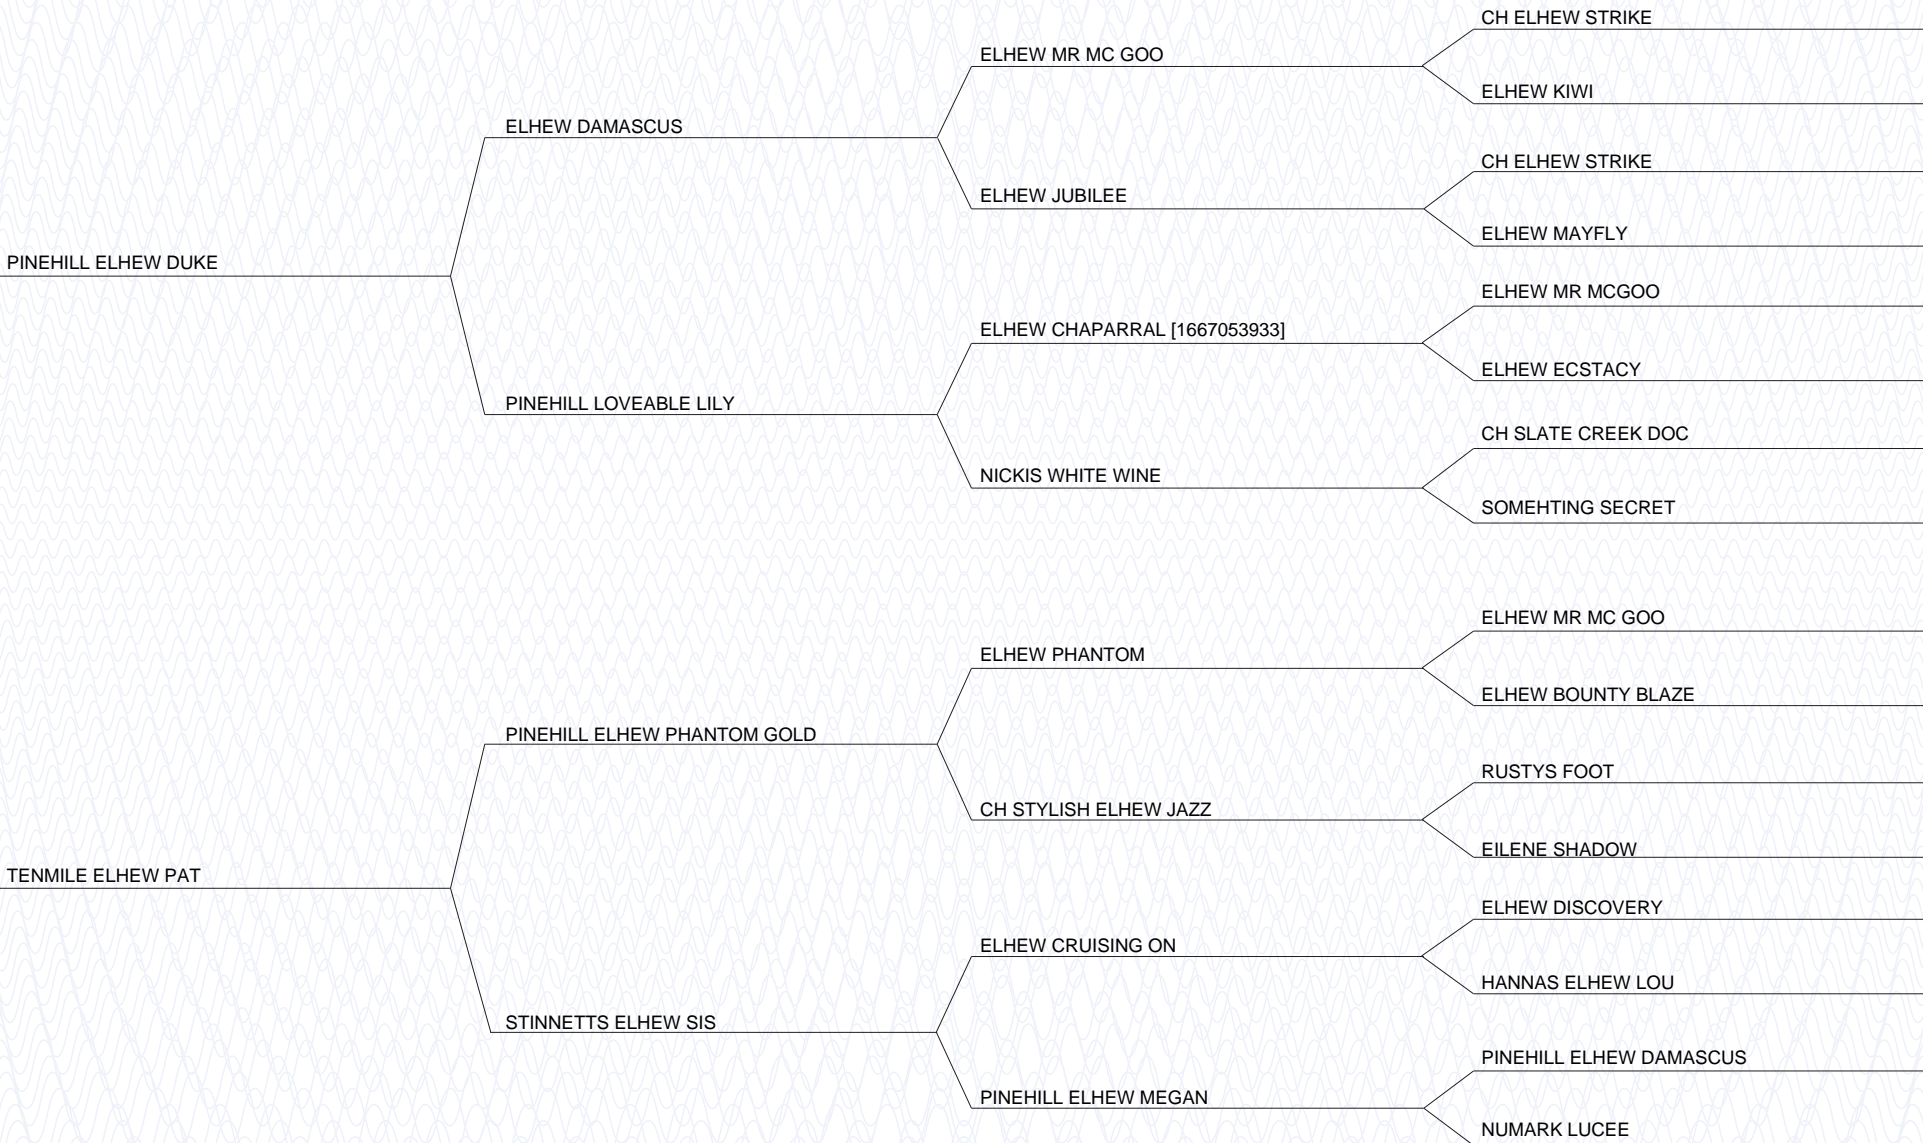 CH ELHEW STRIKE
ELHEW MR MC GOO
ELHEW KIWI
ELHEW DAMASCUS
CH ELHEW STRIKE
ELHEW JUBILEE
ELHEW MAYFLY
PINEHILL ELHEW DUKE
ELHEW MR MCGOO
ELHEW CHAPARRAL [1667053933]
ELHEW ECSTACY
PINEHILL LOVEABLE LILY
CH SLATE CREEK DOC
NICKIS WHITE WINE
SOMEHTING SECRET
ELHEW MR MC GOO
ELHEW PHANTOM
ELHEW BOUNTY BLAZE
PINEHILL ELHEW PHANTOM GOLD
RUSTYS FOOT
CH STYLISH ELHEW JAZZ
EILENE SHADOW
TENMILE ELHEW PAT
ELHEW DISCOVERY
ELHEW CRUISING ON
HANNAS ELHEW LOU
STINNETTS ELHEW SIS
PINEHILL ELHEW DAMASCUS
PINEHILL ELHEW MEGAN
NUMARK LUCEE